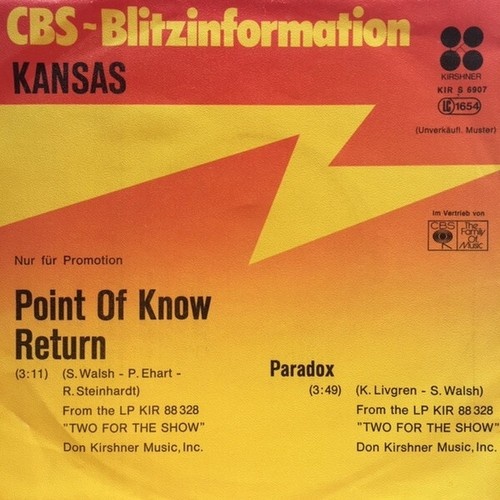 CBS ~ Blitzinformation
KANSAS
KIRSHNER
KIR S 6907
LC 1654
(Unverkäufl. Muster)
Im Vertrieb von
CBS
The
Family
Of
Music
Nur für Promotion
Point Of Know
Return
(3:11) (S. Walsh - P. Ehart -
R. Steinhardt)
From the LP KIR 88 328
"TWO FOR THE SHOW"
Don Kirshner Music, Inc.
Paradox
(3:49) (K. Livgren - S. Walsh)
From the LP KIR 88 328
"TWO FOR THE SHOW"
Don Kirshner Music, Inc.